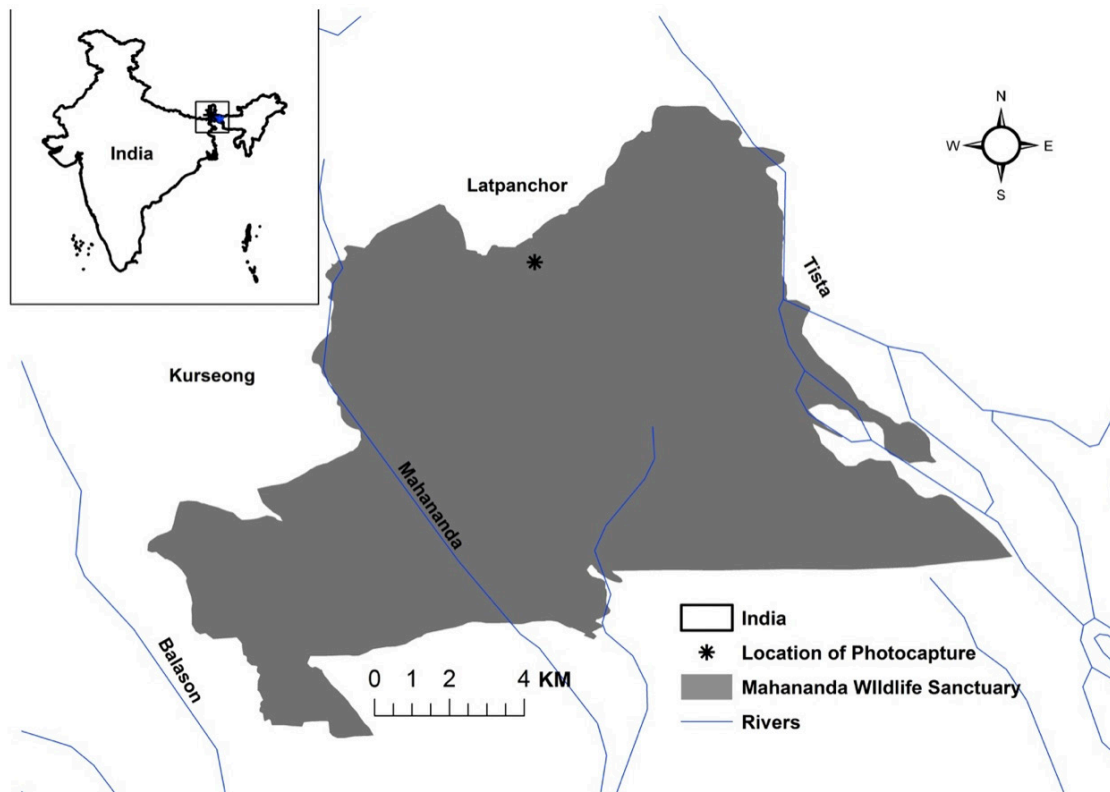 India
N
W E
S
Latpanchor
Tista
Kurseong
Mahananda
Balason
0 1 2 4 KM
India
Location of Photocapture
Mahananda WIldlife Sanctuary
Rivers